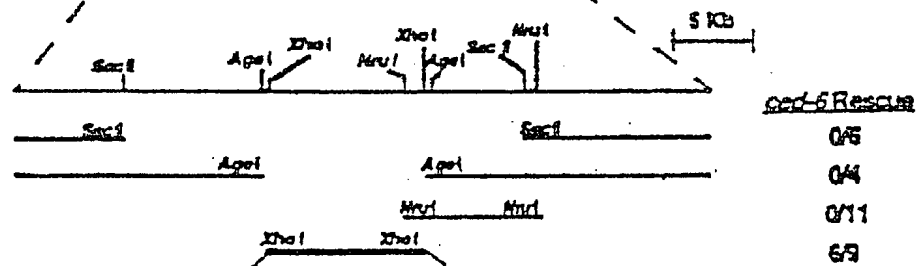 5 KB
XhoI NruI
AgeI XhoI NruI AgeI SacI
SacI
ced-6 Rescue
SacI SacI 0/5
AgeI AgeI 0/4
NruI NruI 0/11
XhoI XhoI 6/9